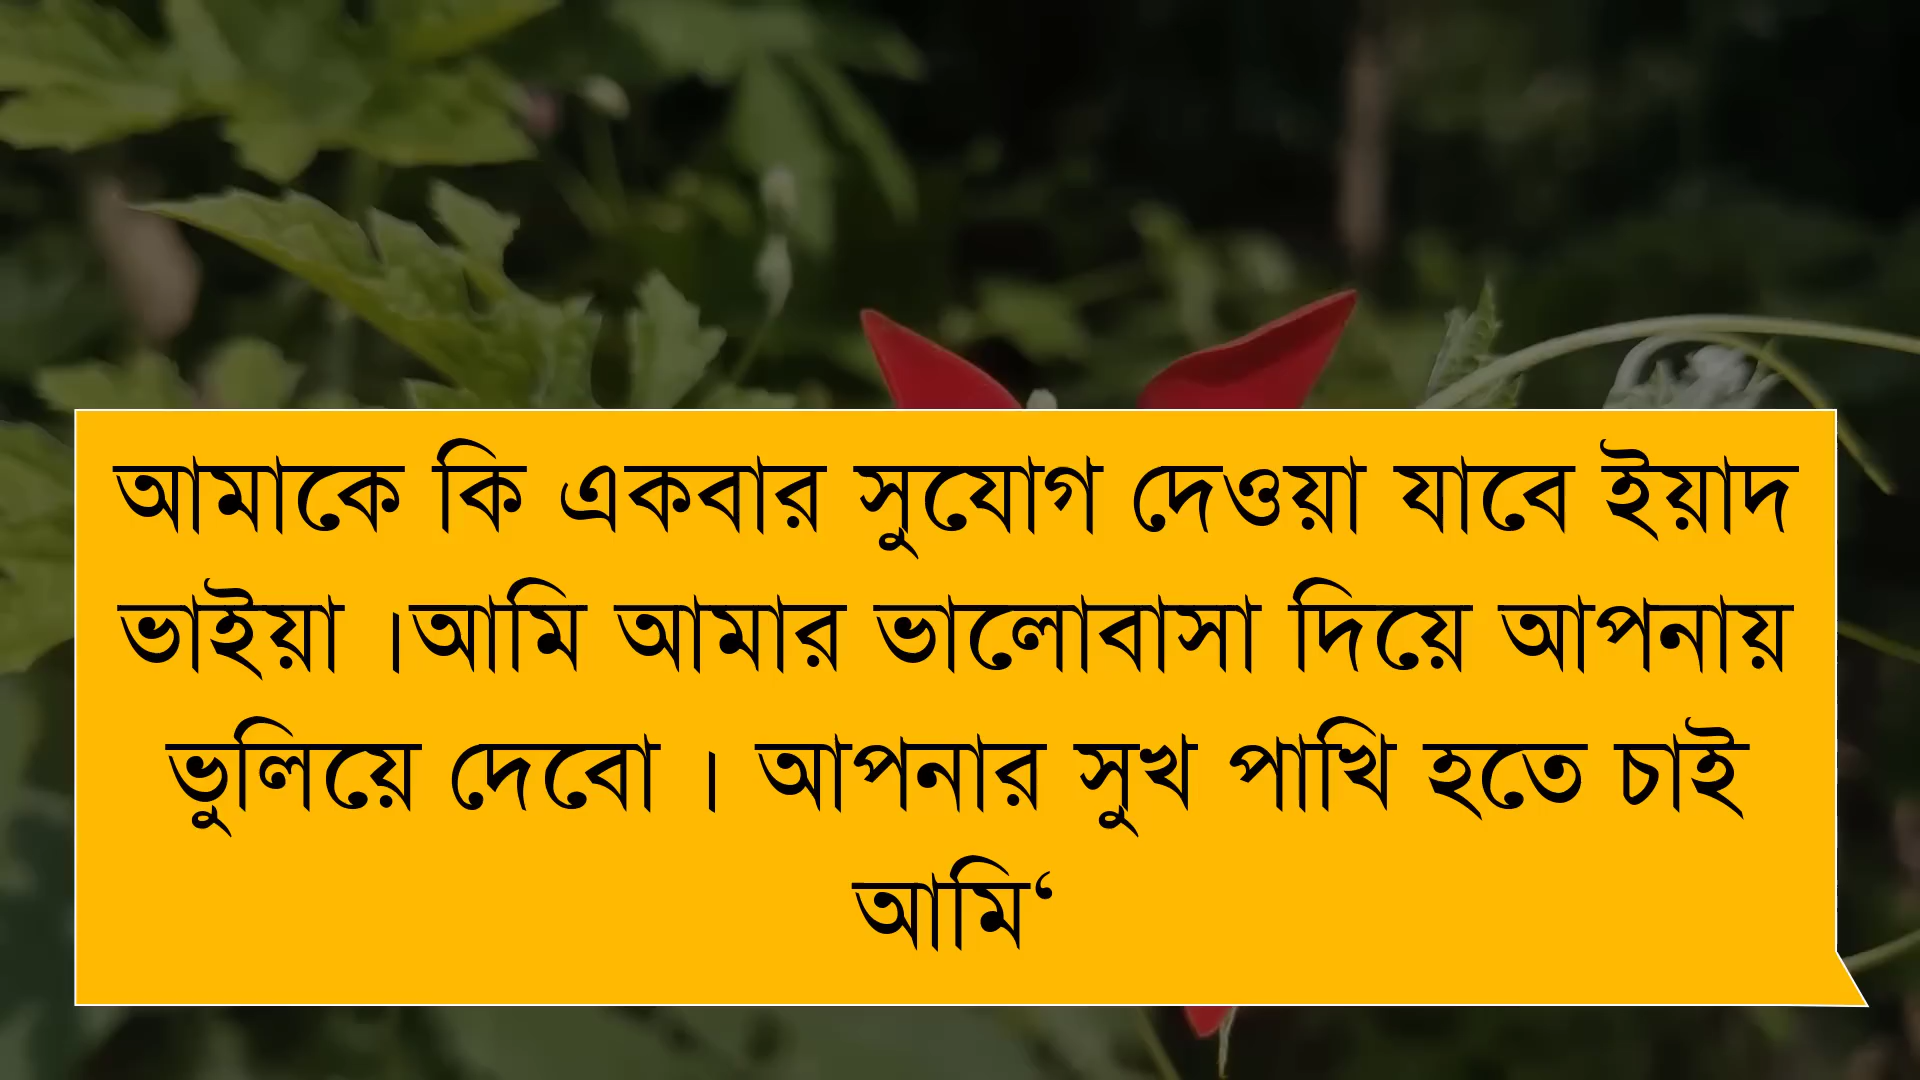 আমাকে কি একবার সুযোগ দেওয়া যাবে ইয়াদ
ভাইয়া ।আমি আমার ভালোবাসা দিয়ে আপনায়
ভুলিয়ে দেবো । আপনার সুখ পাখি হতে চাই
আমি‘